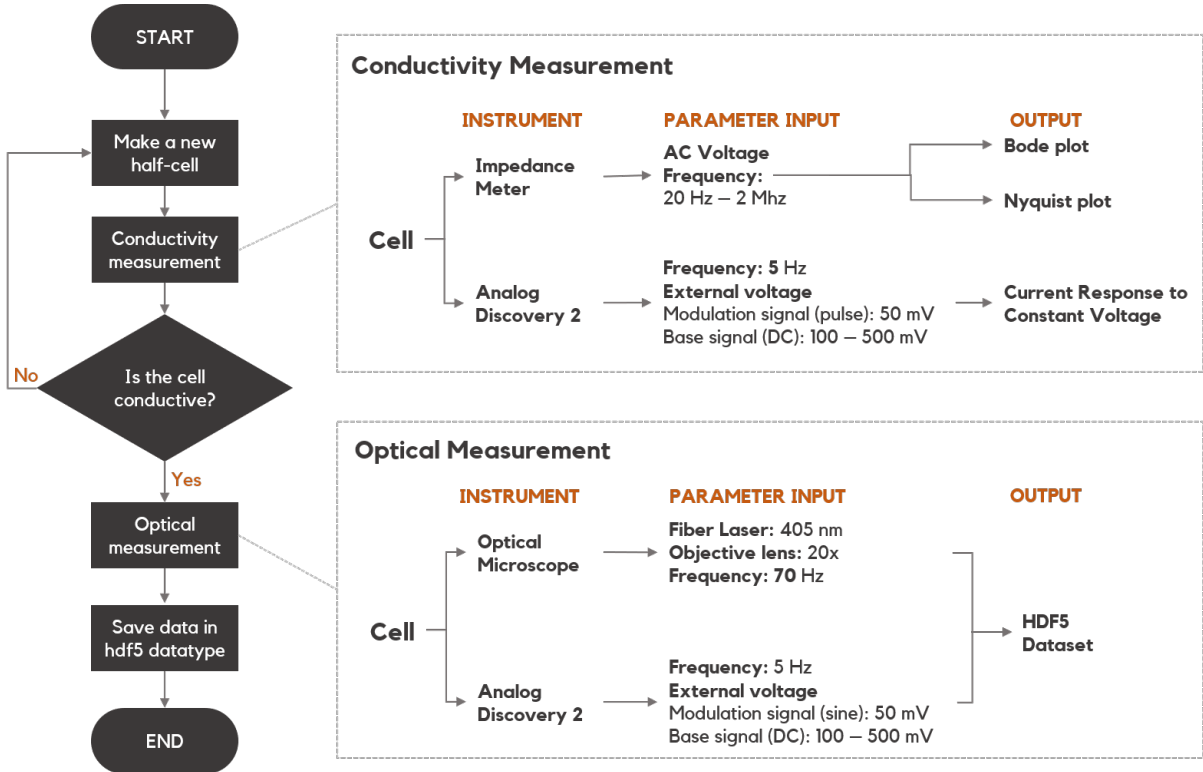 START
Make a new
half-cell
Conductivity
measurement
Is the cell
conductive?
No
Yes
Optical
measurement
Save data in
hdf5 datatype
END
Conductivity Measurement
INSTRUMENT
PARAMETER INPUT
OUTPUT
Cell
Impedance
Meter
AC Voltage
Frequency:
20 Hz – 2 Mhz
Bode plot
Nyquist plot
Analog
Discovery 2
Frequency: 5 Hz
External voltage
Modulation signal (pulse): 50 mV
Base signal (DC): 100 – 500 mV
Current Response to
Constant Voltage
Optical Measurement
INSTRUMENT
PARAMETER INPUT
OUTPUT
Cell
Optical
Microscope
Fiber Laser: 405 nm
Objective lens: 20x
Frequency: 70 Hz
Analog
Discovery 2
Frequency: 5 Hz
External voltage
Modulation signal (sine): 50 mV
Base signal (DC): 100 – 500 mV
HDF5
Dataset